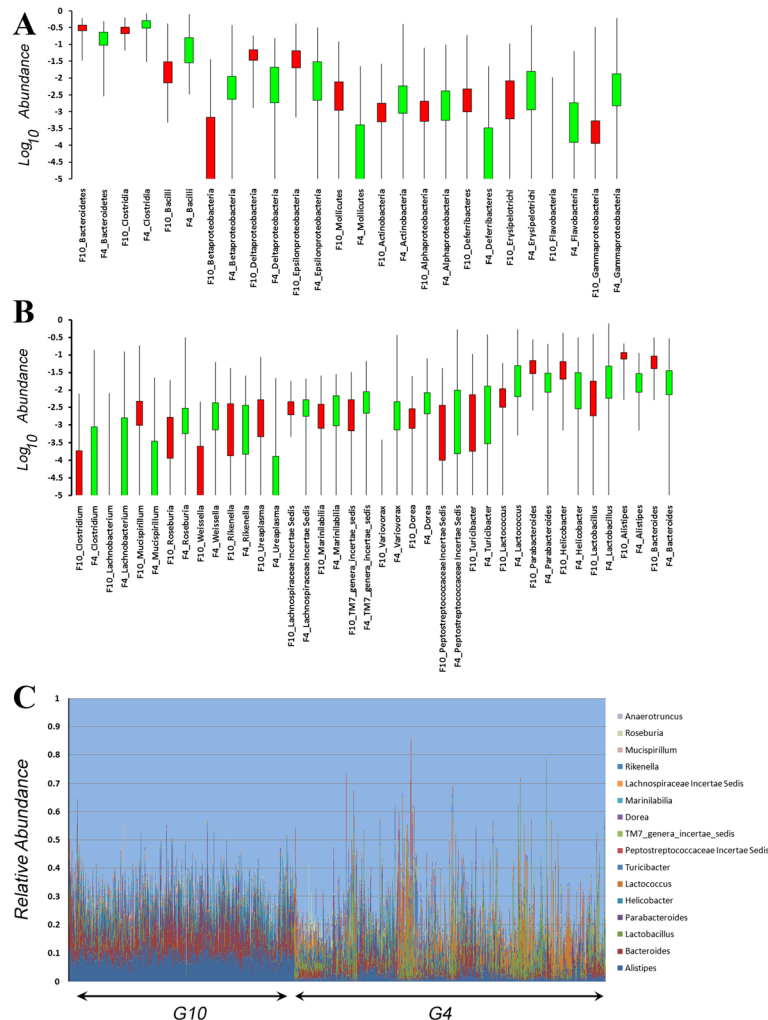 A
Log10 Abundance
0
-0.5
-1
-1.5
-2
-2.5
-3
-3.5
-4
-4.5
-5
F10_Bacteroidetes
F4_Bacteroidetes
F10_Clostridia
F4_Clostridia
F10_Bacilli
F4_Bacilli
F10_Betaproteobacteria
F4_Betaproteobacteria
F10_Deltaproteobacteria
F4_Deltaproteobacteria
F10_Epsilonproteobacteria
F4_Epsilonproteobacteria
F10_Mollicutes
F4_Mollicutes
F10_Actinobacteria
F4_Actinobacteria
F10_Alphaproteobacteria
F4_Alphaproteobacteria
F10_Deferribacteres
F4_Deferribacteres
F10_Erysipelotrichi
F4_Erysipelotrichi
F10_Flavobacteria
F4_Flavobacteria
F10_Gammaproteobacteria
F4_Gammaproteobacteria
B
Log10 Abundance
0
-0.5
-1
-1.5
-2
-2.5
-3
-3.5
-4
-4.5
-5
F10_Clostridium
F4_Clostridium
F10_Lachnobacterium
F4_Lachnobacterium
F10_Mucispirillum
F4_Mucispirillum
F10_Roseburia
F4_Roseburia
F10_Weissella
F4_Weissella
F10_Rikenella
F4_Rikenella
F10_Ureaplasma
F4_Ureaplasma
F10_Lachnospiraceae Incertae Sedis
F4_Lachnospiraceae Incertae Sedis
F10_Marinilabilia
F4_Marinilabilia
F10_TM7_genera_incertae_sedis
F4_TM7_genera_incertae_sedis
F10_Variovorax
F4_Variovorax
F10_Dorea
F4_Dorea
F10_Peptostreptococcaceae Incertae Sedis
F4_Peptostreptococcaceae Incertae Sedis
F10_Turicibacter
F4_Turicibacter
F10_Lactococcus
F4_Lactococcus
F10_Parabacteroides
F4_Parabacteroides
F10_Helicobacter
F4_Helicobacter
F10_Lactobacillus
F4_Lactobacillus
F10_Alistipes
F4_Alistipes
F10_Bacteroides
F4_Bacteroides
C
Relative Abundance
1
0.9
0.8
0.7
0.6
0.5
0.4
0.3
0.2
0.1
0
Anaerotruncus
Roseburia
Mucispirillum
Rikenella
Lachnospiraceae Incertae Sedis
Marinilabilia
Dorea
TM7_genera_incertae_sedis
Peptostreptococcaceae Incertae Sedis
Turicibacter
Lactococcus
Helicobacter
Parabacteroides
Lactobacillus
Bacteroides
Alistipes
G10
G4